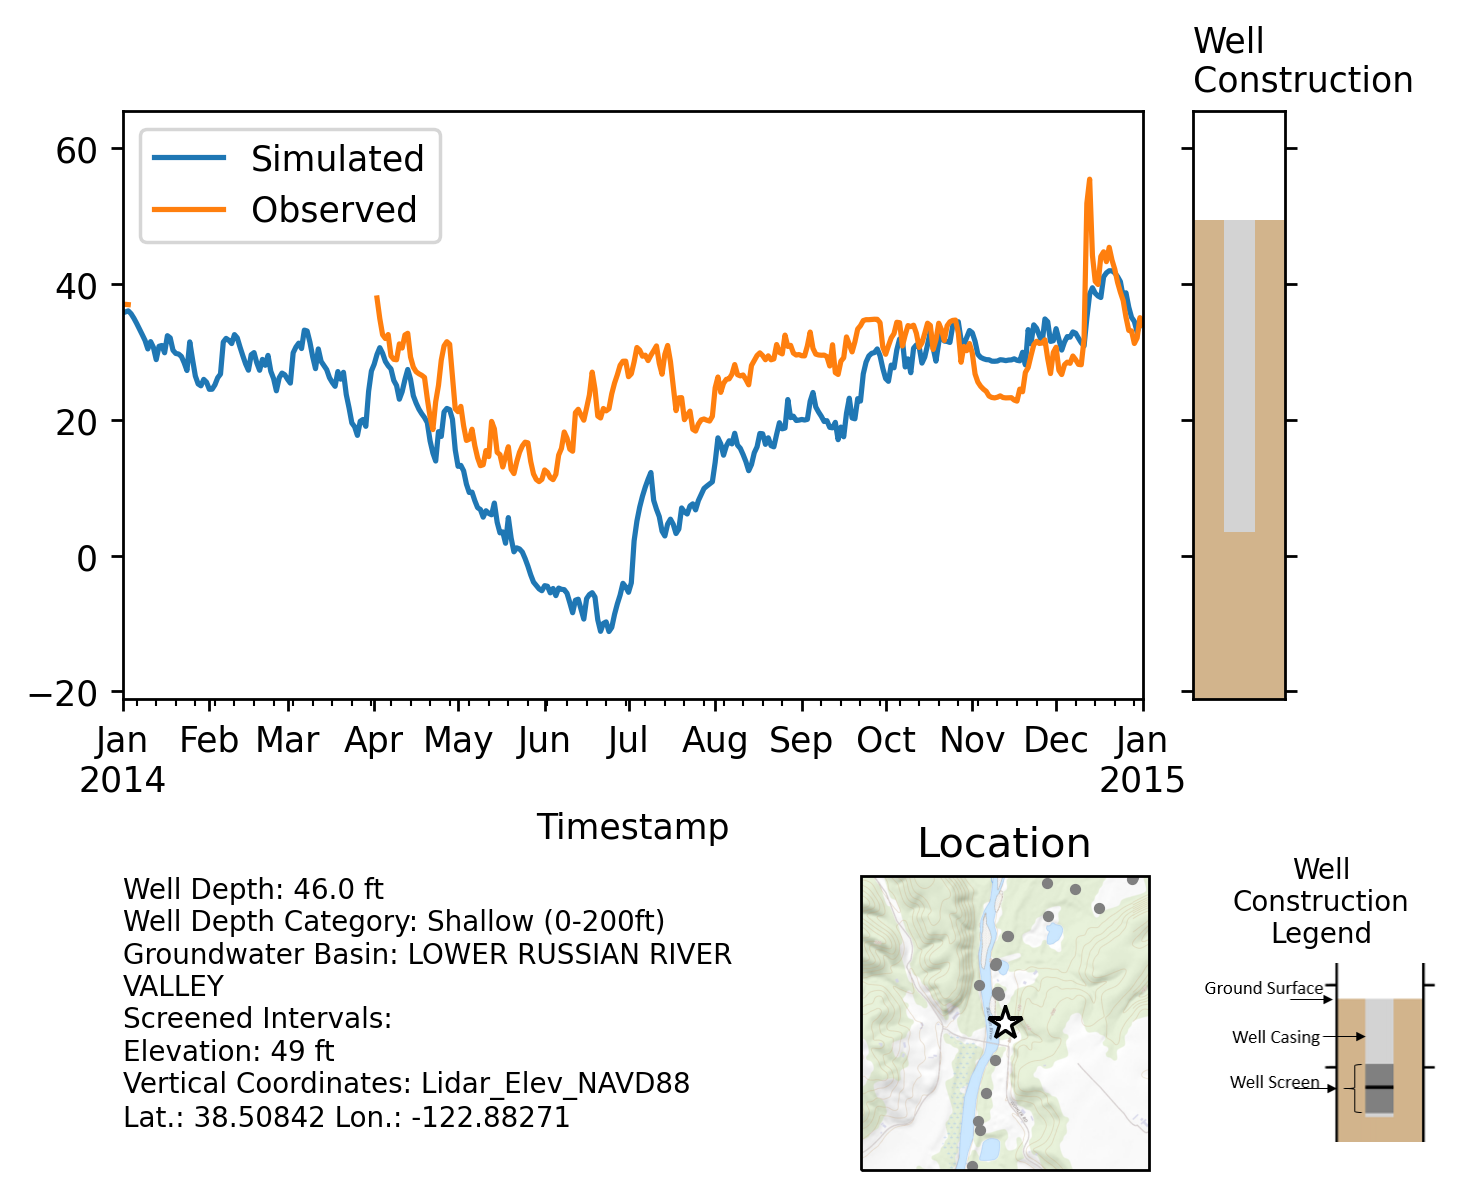 Well
Construction
60
40
20
0
−20
Simulated
Observed
Jan
2014
Feb
Mar
Apr
May
Jun
Jul
Aug
Sep
Oct
Nov
Dec
Jan
2015
Timestamp
Well Depth: 46.0 ft
Well Depth Category: Shallow (0-200ft)
Groundwater Basin: LOWER RUSSIAN RIVER
VALLEY
Screened Intervals:
Elevation: 49 ft
Vertical Coordinates: Lidar_Elev_NAVD88
Lat.: 38.50842 Lon.: -122.88271
Location
Well
Construction
Legend
Ground Surface
Well Casing
Well Screen